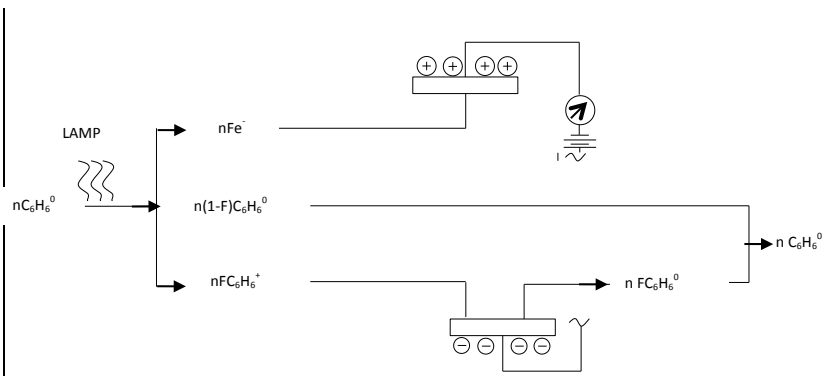 LAMP
nC₆H₆⁰
nFe⁻
n(1-F)C₆H₆⁰
nFC₆H₆⁺
n FC₆H₆⁰
n C₆H₆⁰
+ + + +
− − − −
I